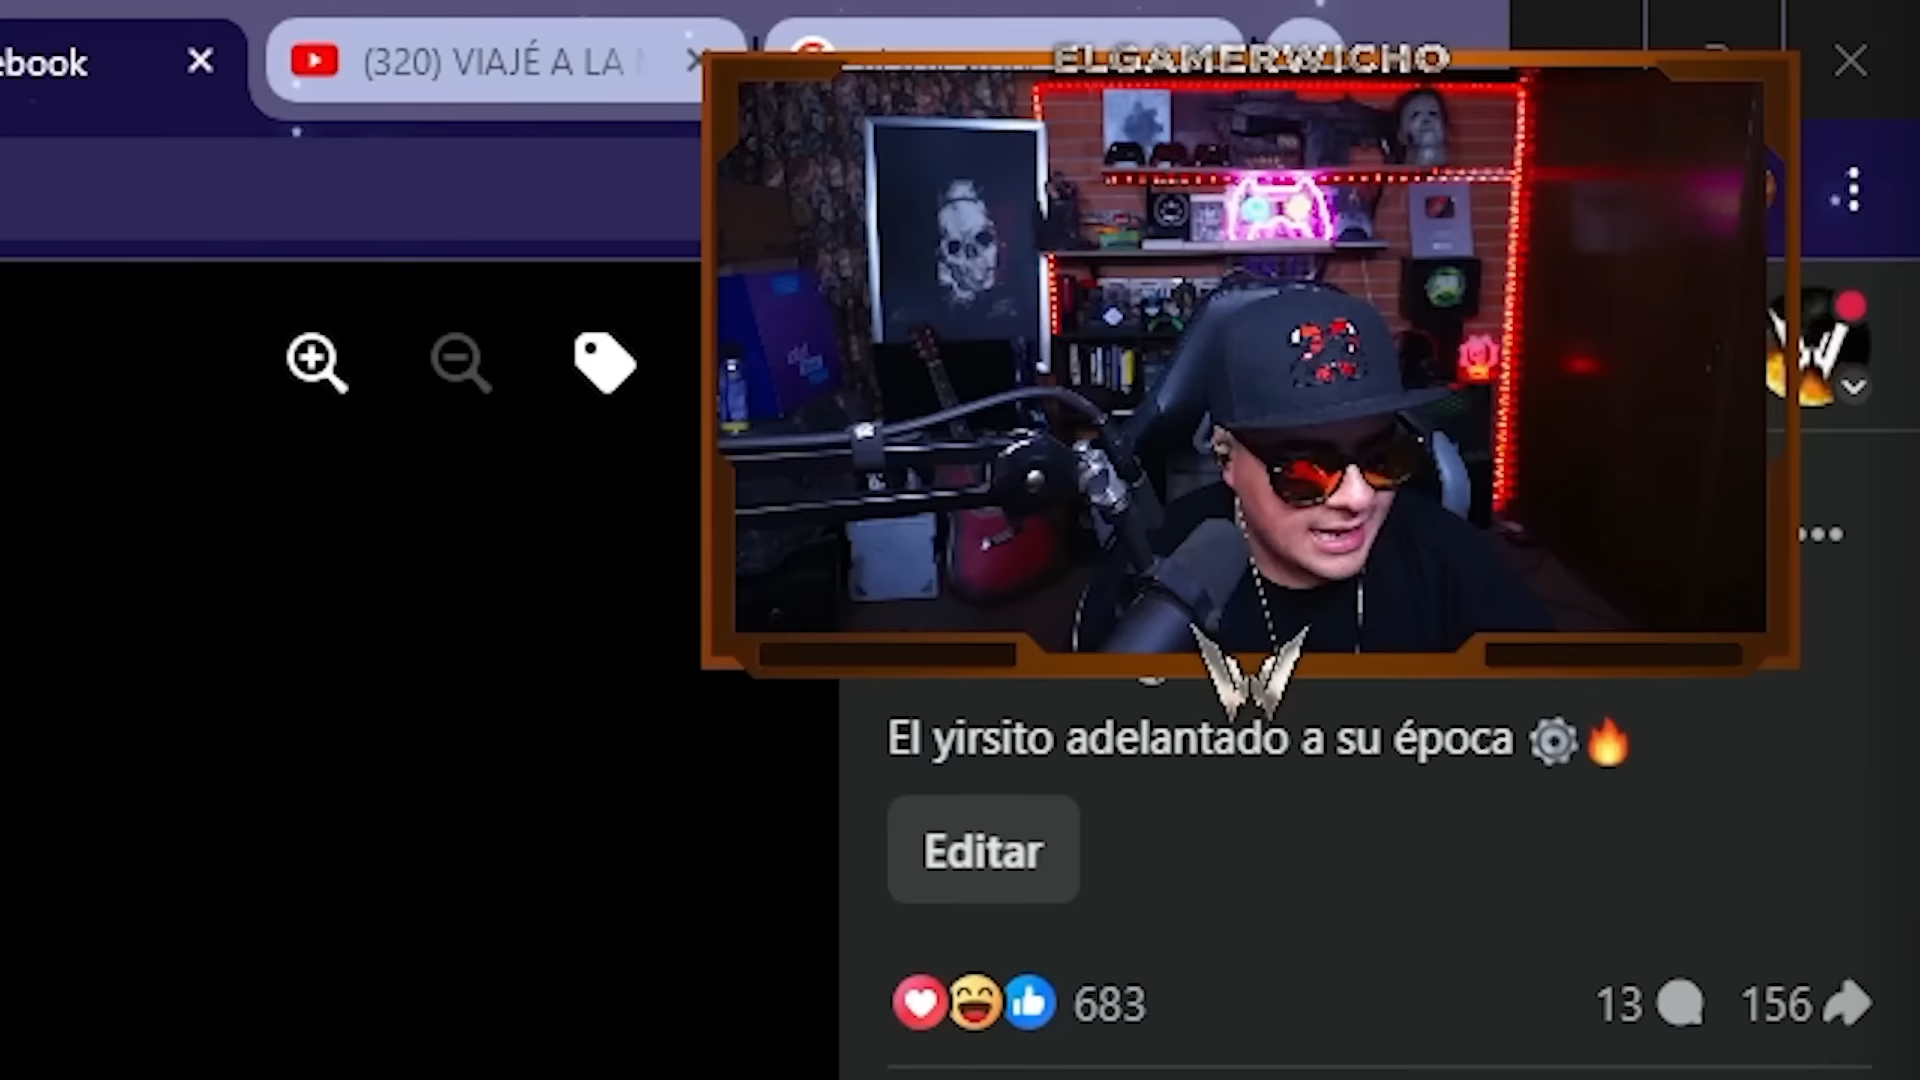 ebook
(320) VIAJÉ A LA
ELGAMERWICHO
El yirsito adelantado a su época
Editar
683
13
156